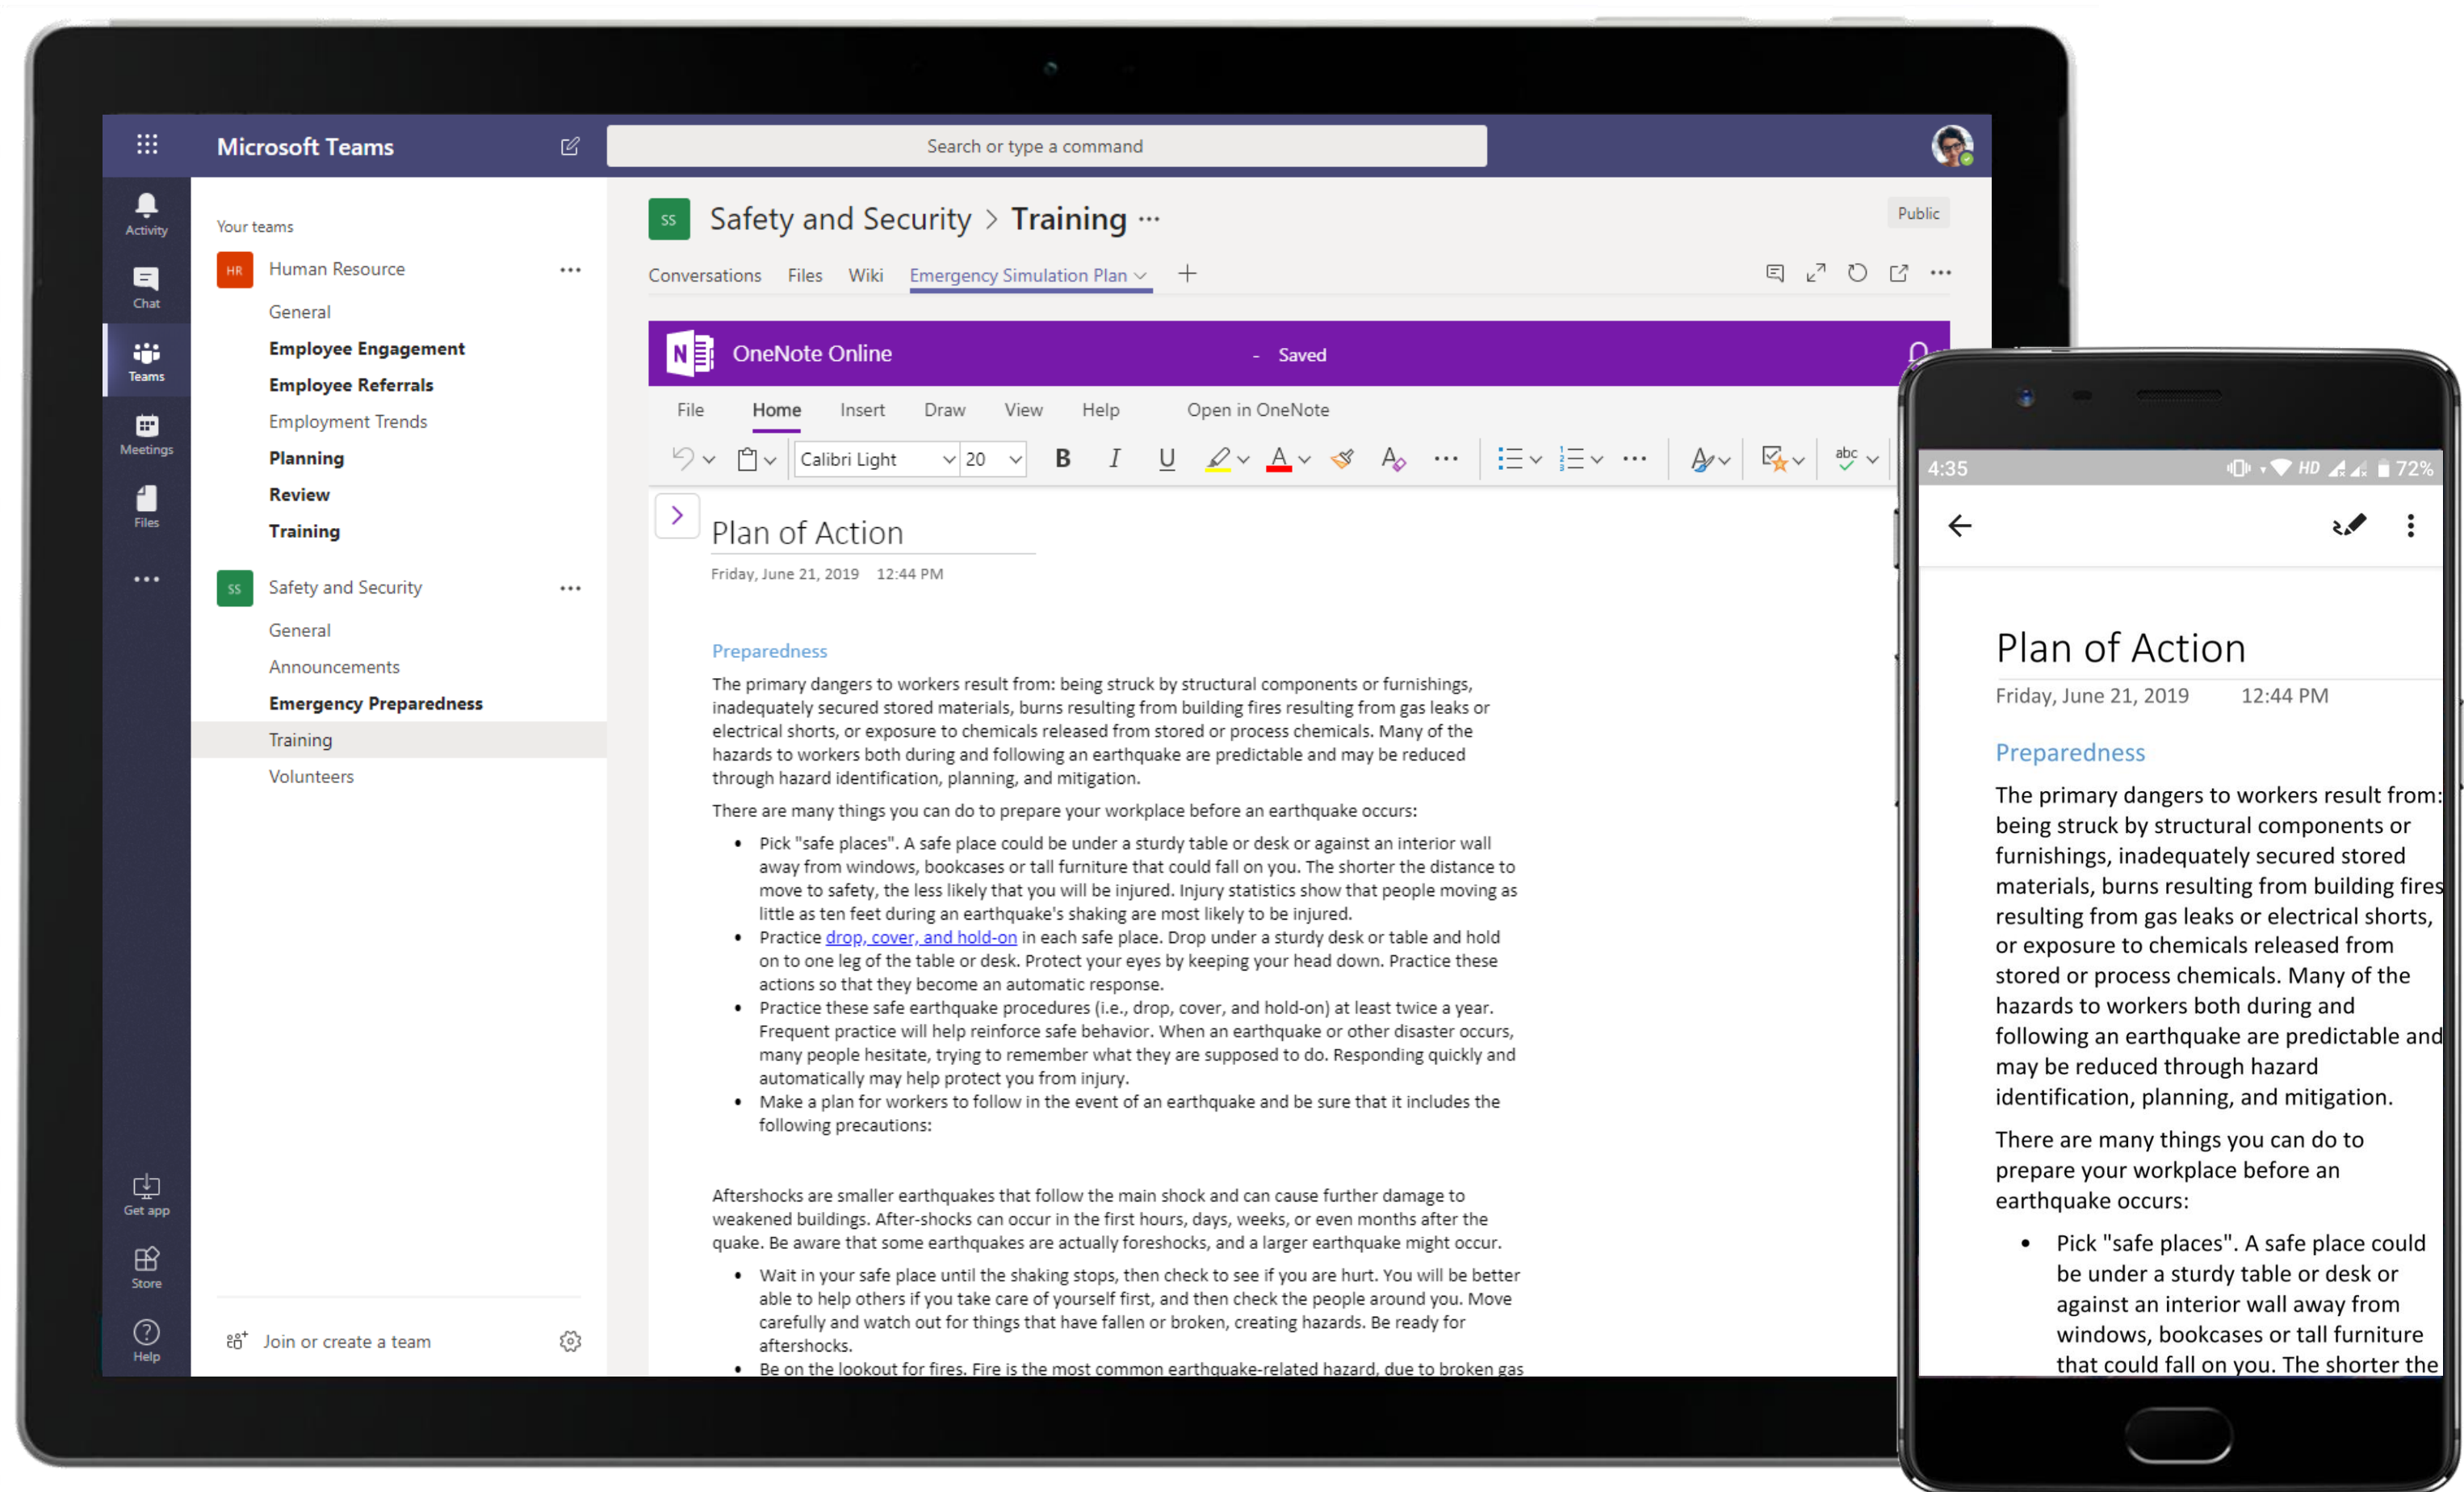 Microsoft Teams
Search or type a command
Activity
Chat
Teams
Meetings
Files
Get app
Store
Help
Your teams
HR Human Resource
General
Employee Engagement
Employee Referrals
Employment Trends
Planning
Review
Training
SS Safety and Security
General
Announcements
Emergency Preparedness
Training
Volunteers
Join or create a team
SS Safety and Security > Training
Public
Conversations Files Wiki Emergency Simulation Plan
N OneNote Online - Saved
File Home Insert Draw View Help Open in OneNote
Calibri Light 20 B I U A A abc
Plan of Action
Friday, June 21, 2019 12:44 PM
Preparedness
The primary dangers to workers result from: being struck by structural components or furnishings,
inadequately secured stored materials, burns resulting from building fires resulting from gas leaks or
electrical shorts, or exposure to chemicals released from stored or process chemicals. Many of the
hazards to workers both during and following an earthquake are predictable and may be reduced
through hazard identification, planning, and mitigation.
There are many things you can do to prepare your workplace before an earthquake occurs:
• Pick "safe places". A safe place could be under a sturdy table or desk or against an interior wall
away from windows, bookcases or tall furniture that could fall on you. The shorter the distance to
move to safety, the less likely that you will be injured. Injury statistics show that people moving as
little as ten feet during an earthquake's shaking are most likely to be injured.
• Practice drop, cover, and hold-on in each safe place. Drop under a sturdy desk or table and hold
on to one leg of the table or desk. Protect your eyes by keeping your head down. Practice these
actions so that they become an automatic response.
• Practice these safe earthquake procedures (i.e., drop, cover, and hold-on) at least twice a year.
Frequent practice will help reinforce safe behavior. When an earthquake or other disaster occurs,
many people hesitate, trying to remember what they are supposed to do. Responding quickly and
automatically may help protect you from injury.
• Make a plan for workers to follow in the event of an earthquake and be sure that it includes the
following precautions:
Aftershocks are smaller earthquakes that follow the main shock and can cause further damage to
weakened buildings. After-shocks can occur in the first hours, days, weeks, or even months after the
quake. Be aware that some earthquakes are actually foreshocks, and a larger earthquake might occur.
• Wait in your safe place until the shaking stops, then check to see if you are hurt. You will be better
able to help others if you take care of yourself first, and then check the people around you. Move
carefully and watch out for things that have fallen or broken, creating hazards. Be ready for
aftershocks.
• Be on the lookout for fires. Fire is the most common earthquake-related hazard, due to broken gas
4:35 HD 72%
Plan of Action
Friday, June 21, 2019 12:44 PM
Preparedness
The primary dangers to workers result from:
being struck by structural components or
furnishings, inadequately secured stored
materials, burns resulting from building fires
resulting from gas leaks or electrical shorts,
or exposure to chemicals released from
stored or process chemicals. Many of the
hazards to workers both during and
following an earthquake are predictable and
may be reduced through hazard
identification, planning, and mitigation.
There are many things you can do to
prepare your workplace before an
earthquake occurs:
• Pick "safe places". A safe place could
be under a sturdy table or desk or
against an interior wall away from
windows, bookcases or tall furniture
that could fall on you. The shorter the